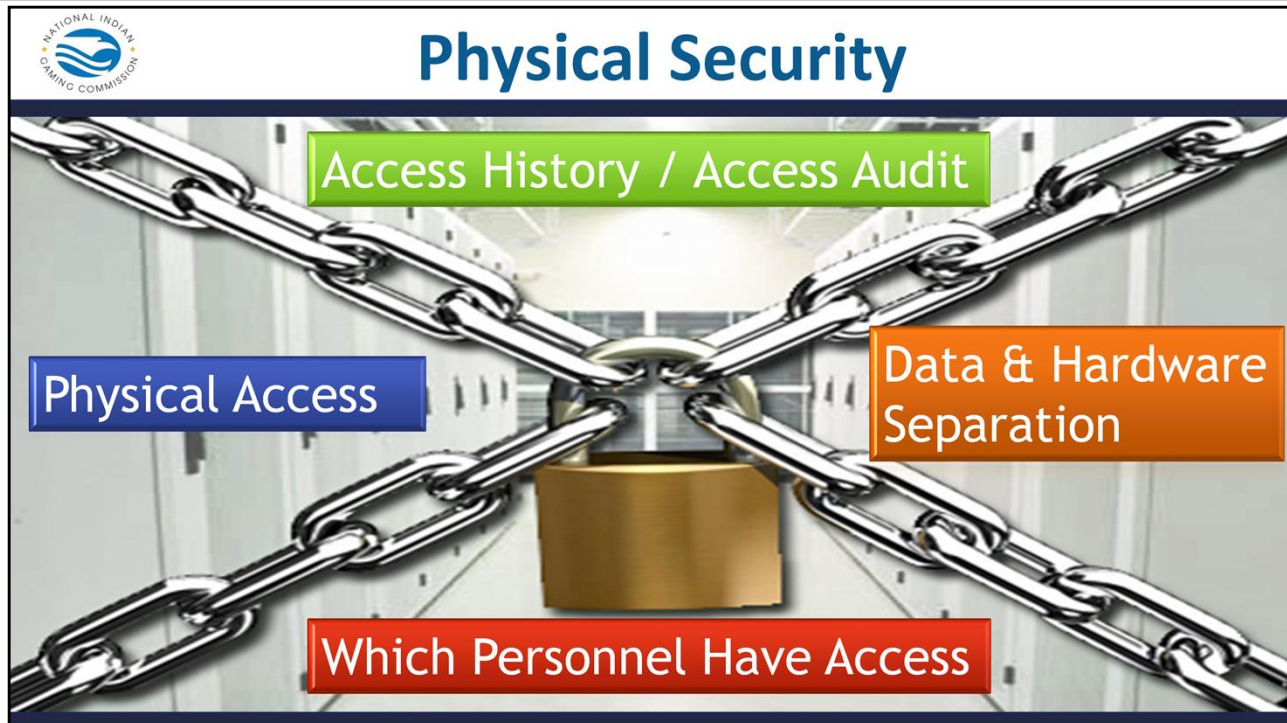 NATIONAL INDIAN
GAMING COMMISSION
Physical Security
Access History / Access Audit
Physical Access
Data & Hardware
Separation
Which Personnel Have Access